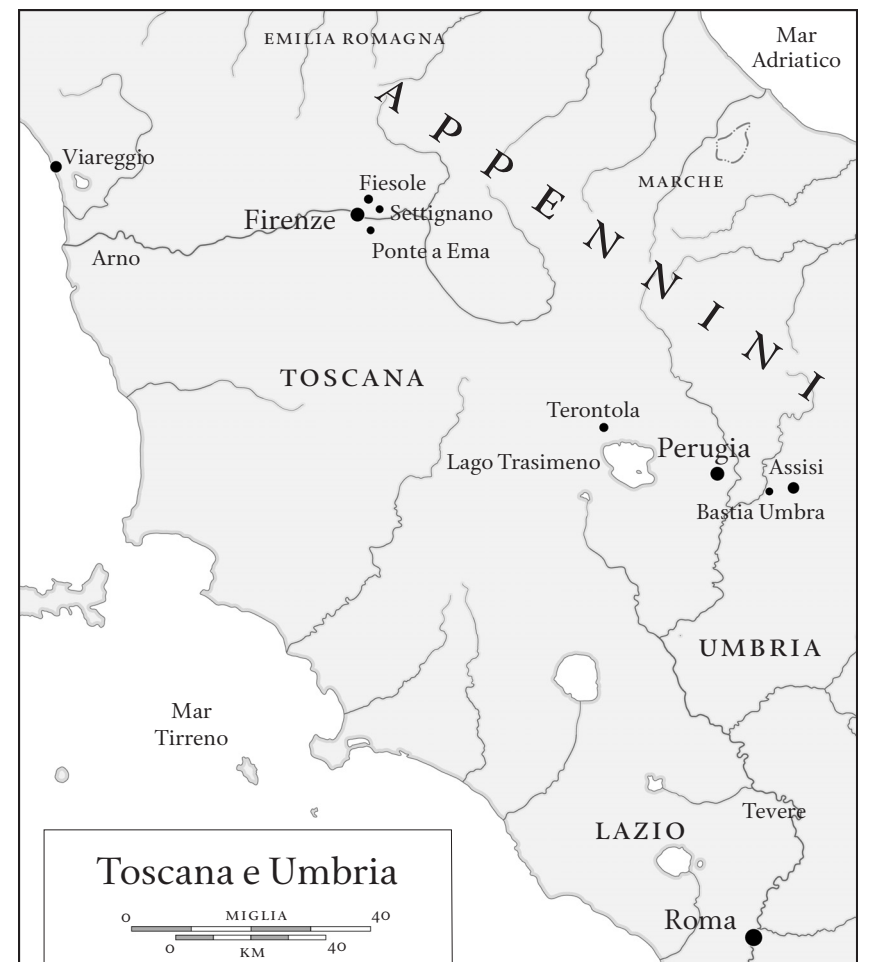 Mar
Adriatico
EMILIA ROMAGNA
APPENNINI
Viareggio
MARCHE
Fiesole
Settignano
Firenze
Ponte a Ema
Arno
TOSCANA
Terontola
Perugia
Lago Trasimeno
Assisi
Bastia Umbra
UMBRIA
Mar
Tirreno
Tevere
LAZIO
Toscana e Umbria
Roma
0 MIGLIA 40
0 KM 40